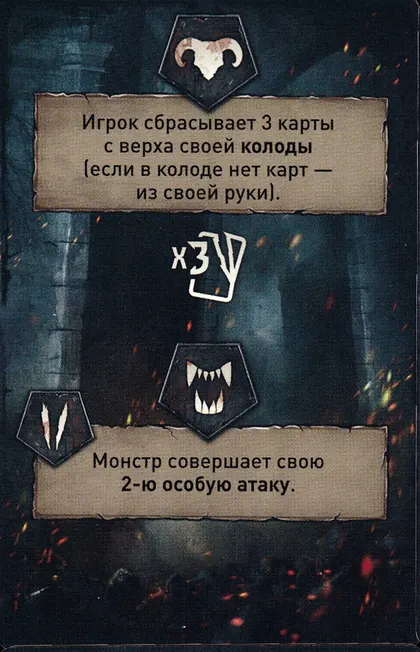 Игрок сбрасывает 3 карты
с верха своей колоды
(если в колоде нет карт —
из своей руки).
x3
Монстр совершает свою
2-ю особую атаку.